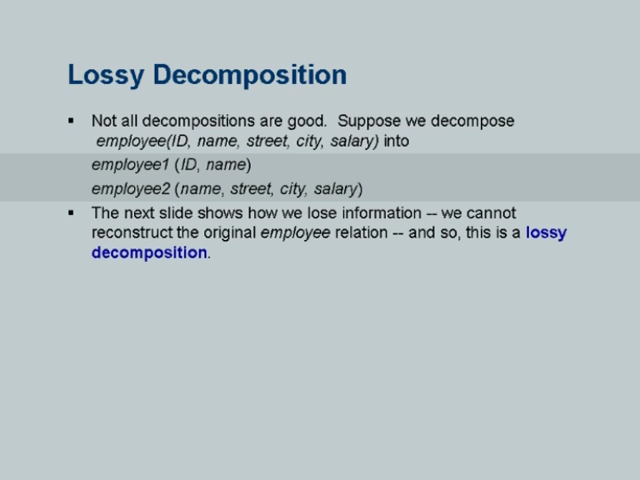 Lossy Decomposition
▪ Not all decompositions are good. Suppose we decompose
employee(ID, name, street, city, salary) into
employee1 (ID, name)
employee2 (name, street, city, salary)
▪ The next slide shows how we lose information -- we cannot
reconstruct the original employee relation -- and so, this is a lossy
decomposition.